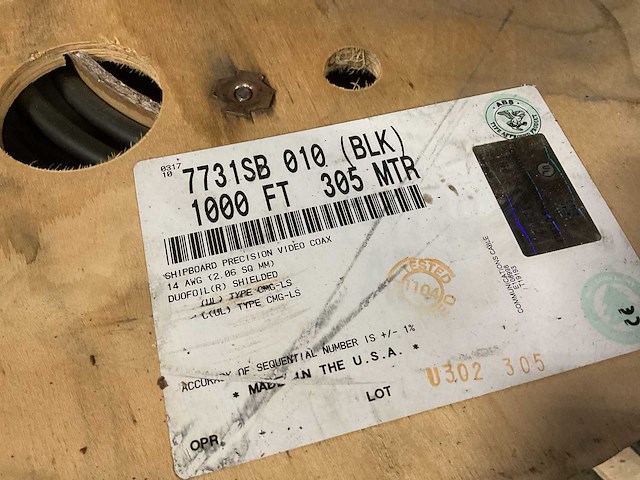 0317
10
7731SB 010 (BLK)
1000 FT 305 MTR
SHIPBOARD PRECISION VIDEO COAX
14 AWG (2.06 SQ MM)
DUOFOIL(R) SHIELDED
(UL) TYPE CMG-LS
C(UL) TYPE CMG-LS
ACCURACY OF SEQUENTIAL NUMBER IS +/- 1%
* MADE IN THE U.S.A. *
OPR.
LOT
U302 305
TESTED
ABS
COMMUNICATIONS CABLE
CE